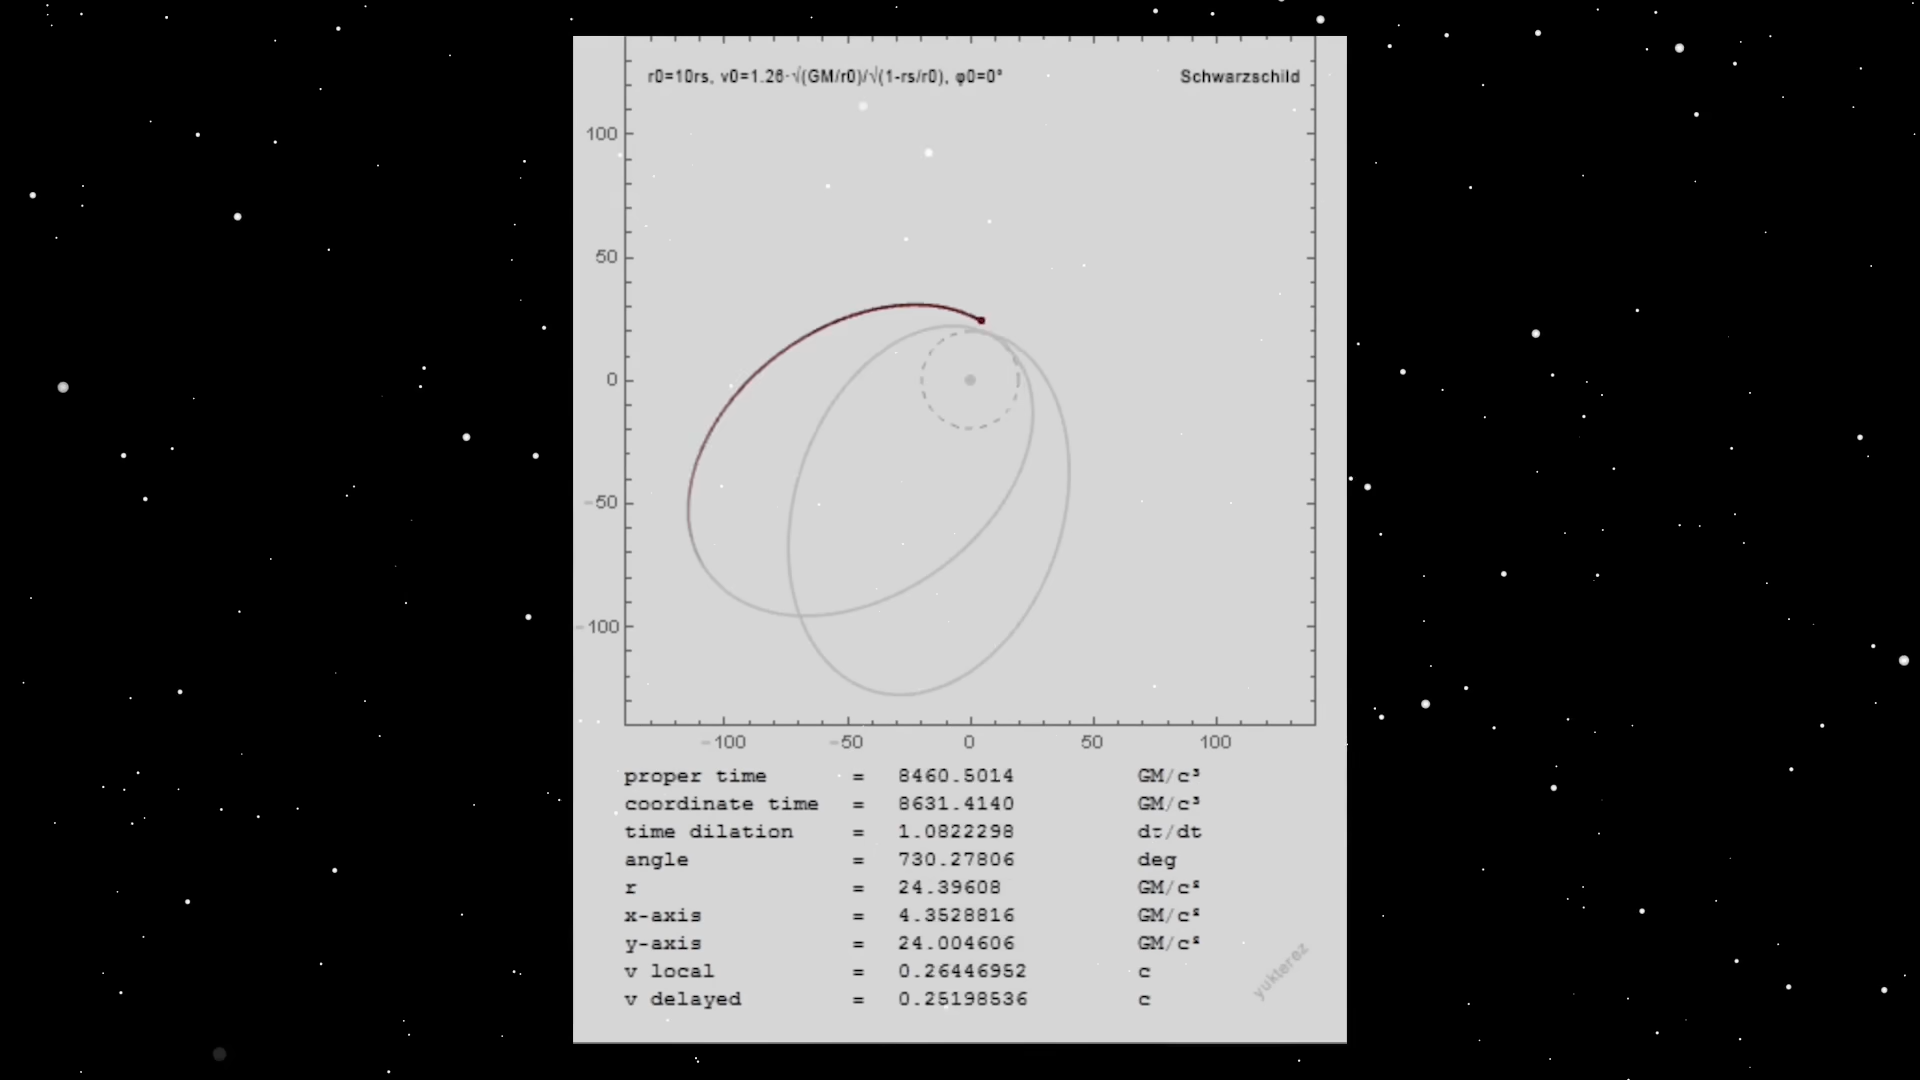 r0=10rs, v0=1.26·√(GM/r0)/√(1-rs/r0), φ0=0° Schwarzschild
100
50
0
-50
-100
-100 -50 0 50 100
proper time = 8460.5014 GM/c³
coordinate time = 8631.4140 GM/c³
time dilation = 1.0822298 dt/dτ
angle = 730.27806 deg
r = 24.39608 GM/c²
x-axis = 4.3528816 GM/c²
y-axis = 24.004606 GM/c²
v local = 0.26446952 c
v delayed = 0.25198536 c
yukterez